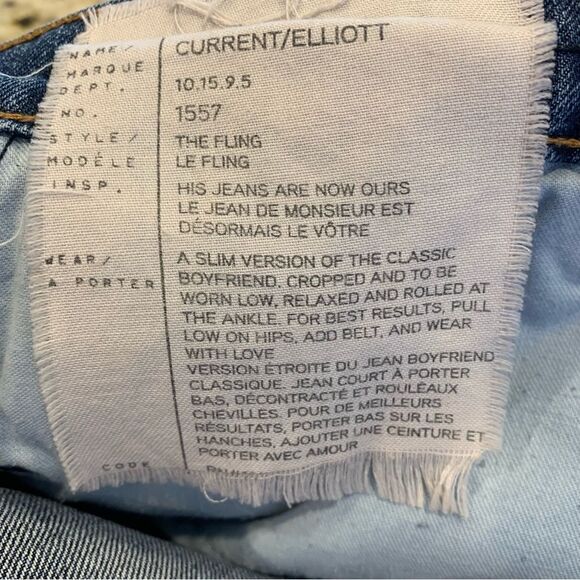 NAME/ CURRENT/ELLIOTT
MARQUE
DEPT. 10.15.9.5
NO. 1557
STYLE/ THE FLING
MODÈLE LE FLING
INSP. HIS JEANS ARE NOW OURS
LE JEAN DE MONSIEUR EST
DÉSORMAIS LE VÔTRE
WEAR/ A SLIM VERSION OF THE CLASSIC
À PORTER BOYFRIEND. CROPPED AND TO BE
WORN LOW, RELAXED AND ROLLED AT
THE ANKLE. FOR BEST RESULTS, PULL
LOW ON HIPS, ADD BELT, AND WEAR
WITH LOVE
VERSION ÉTROITE DU JEAN BOYFRIEND
CLASSIQUE. JEAN COURT À PORTER
BAS, DÉCONTRACTÉ ET ROULÉAUX
CHEVILLES. POUR DE MEILLEURS
RÉSULTATS, PORTER BAS SUR LES
HANCHES, AJOUTER UNE CEINTURE ET
PORTER AVEC AMOUR
CODE